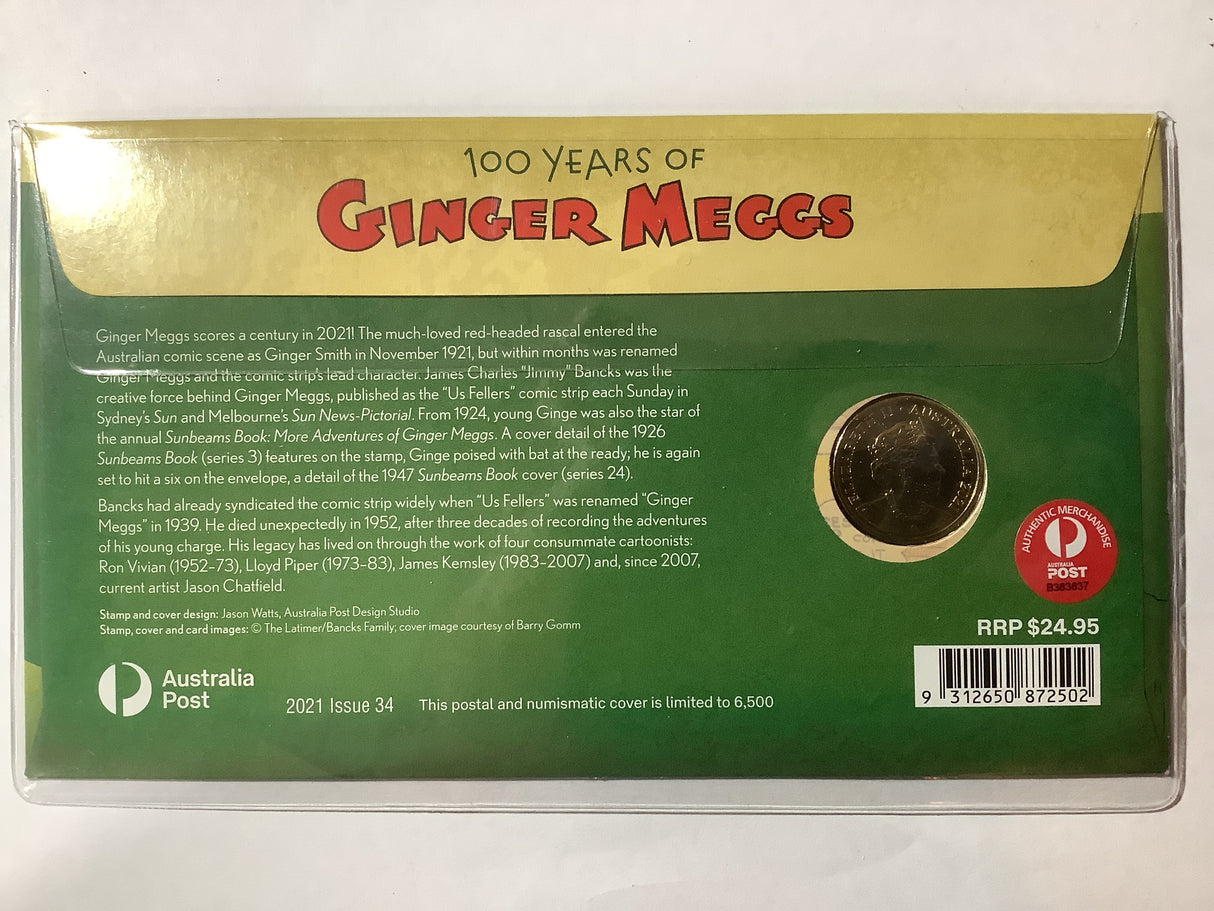 100 YEARS OF
GINGER MEGGS
Ginger Meggs scores a century in 2021! The much-loved red-headed rascal entered the
Australian comic scene as Ginger Smith in November 1921, but within months was renamed
Ginger Meggs and the comic strip's lead character. James Charles "Jimmy" Bancks was the
creative force behind Ginger Meggs, published as the "Us Fellers" comic strip each Sunday in
Sydney's Sun and Melbourne's Sun News-Pictorial. From 1924, young Ginge was also the star of
the annual Sunbeams Book: More Adventures of Ginger Meggs. A cover detail of the 1926
Sunbeams Book (series 3) features on the stamp, Ginge poised with bat at the ready; he is again
set to hit a six on the envelope, a detail of the 1947 Sunbeams Book cover (series 24).
Bancks had already syndicated the comic strip widely when "Us Fellers" was renamed "Ginger
Meggs" in 1939. He died unexpectedly in 1952, after three decades of recording the adventures
of his young charge. His legacy has lived on through the work of four consummate cartoonists:
Ron Vivian (1952–73), Lloyd Piper (1973–83), James Kemsley (1983–2007) and, since 2007,
current artist Jason Chatfield.
Stamp and cover design: Jason Watts, Australia Post Design Studio
Stamp, cover and card images: © The Latimer/Bancks Family; cover image courtesy of Barry Gomm
Australia
Post
2021 Issue 34
This postal and numismatic cover is limited to 6,500
ELIZABETH II • AUSTRALIA 2021
AUTHENTIC MERCHANDISE
AUSTRALIA
POST
B383837
RRP $24.95
9 312650 872502